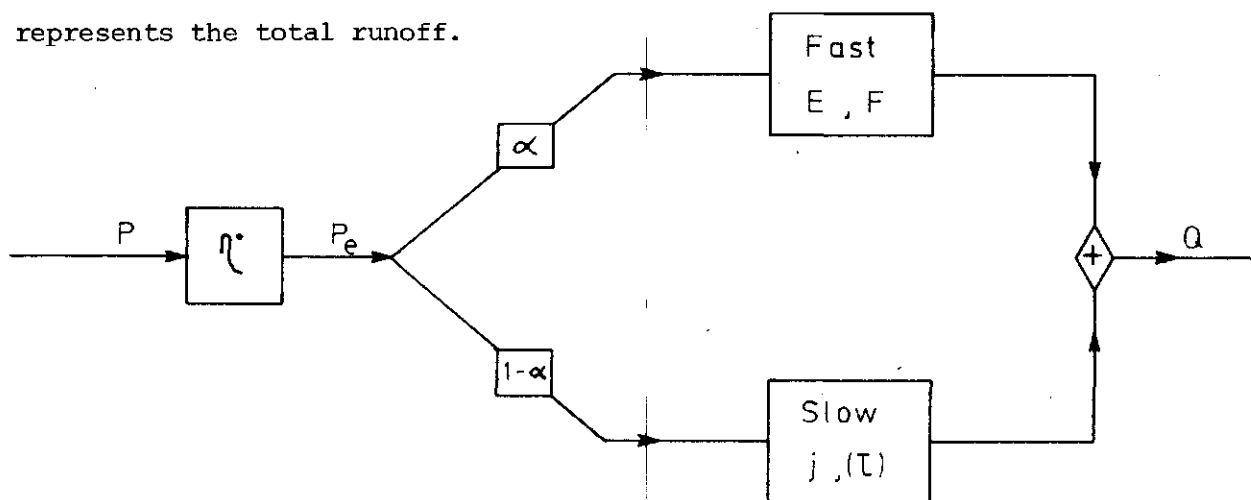 represents the total runoff.
Fast
E , F
α
P
η
Pe
+
Q
1-α
Slow
j ,(τ)